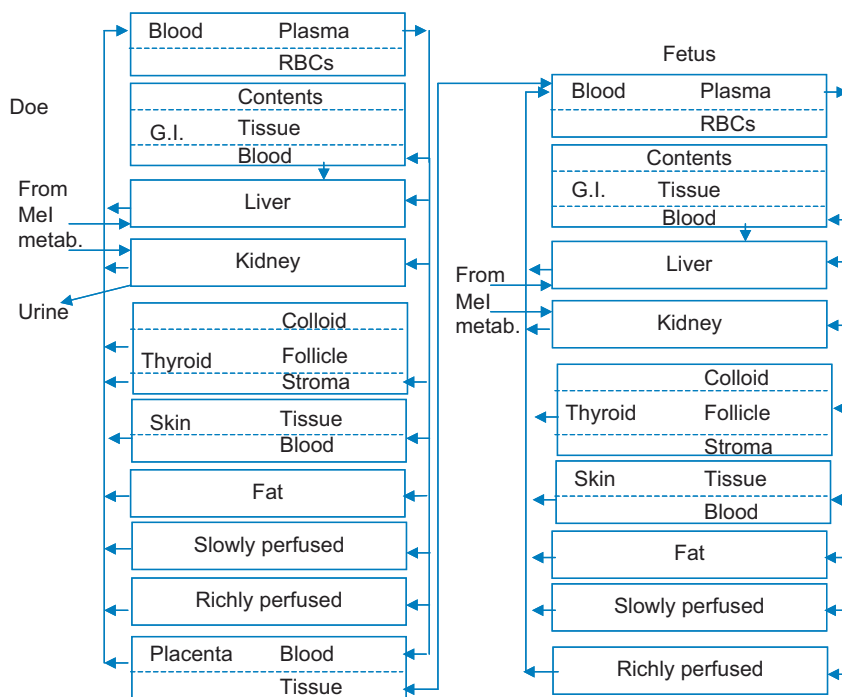 Doe
Blood Plasma
RBCs
Contents
G.I. Tissue
Blood
From
MeI
metab.
Liver
Kidney
Urine
Colloid
Thyroid Follicle
Stroma
Skin Tissue
Blood
Fat
Slowly perfused
Richly perfused
Placenta Blood
Tissue
Fetus
Blood Plasma
RBCs
Contents
G.I. Tissue
Blood
From
MeI
metab.
Liver
Kidney
Colloid
Thyroid Follicle
Stroma
Skin Tissue
Blood
Fat
Slowly perfused
Richly perfused